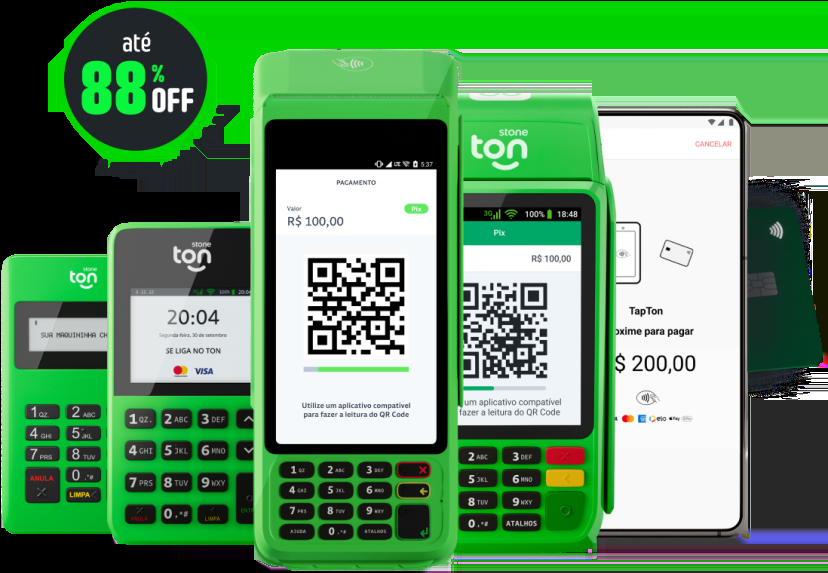 até
88% OFF
stone
ton
SUA MAQUININHA CH
1 QZ.
2 ABC
4 GHI
5 JKL
7 PRS
8 TUV
ANULA
0 .*#
LIMPA
stone
ton
20:04
Segunda-feira, 30 de setembro
SE LIGA NO TON
VISA
1 QZ.
2 ABC
3 DEF
4 GHI
5 JKL
6 MNO
7 PRS
8 TUV
9 WXY
ANULA
0 .*#
LIMPA
ENT
LTE 5:37
PAGAMENTO
Valor
Pix
R$ 100,00
Utilize um aplicativo compatível
para fazer a leitura do QR Code
1 QZ
2 ABC
3 DEF
4 GHI
5 JKL
6 MNO
7 PRS
8 TUV
9 WXY
AJUDA
0 .*#
ATALHOS
stone
ton
3G 100% 18:48
Pix
R$ 100,00
um aplicativo compatível
fazer a leitura do QR Code
2 ABC
3 DEF
5 JKL
6 MNO
8 TUV
9 WXY
0 .*#
ATALHOS
CANCELAR
TapTon
oxime para pagar
$ 200,00
elo
Pay